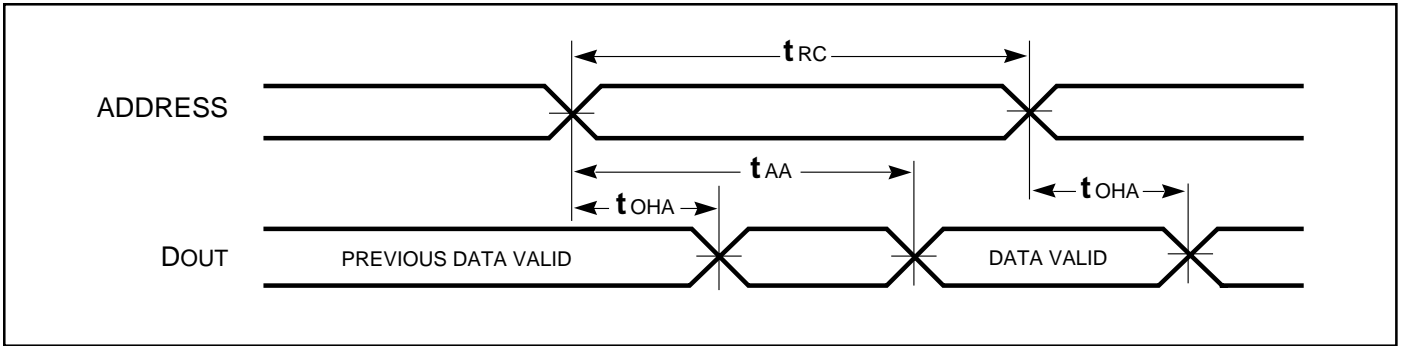 tRC
ADDRESS
tAA
tOHA
tOHA
DOUT
PREVIOUS DATA VALID
DATA VALID